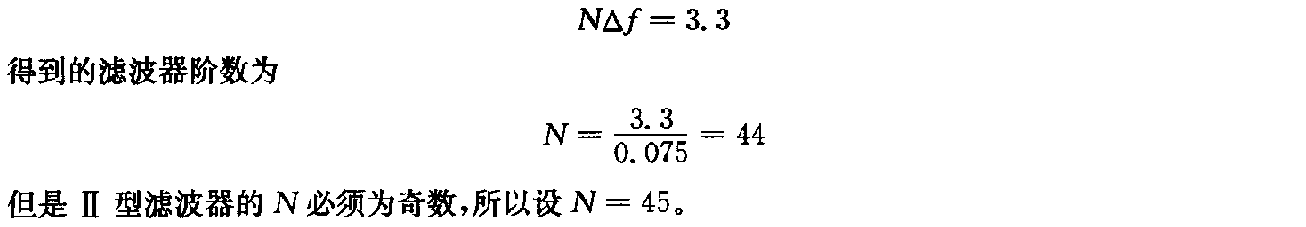 NΔf = 3.3
得到的滤波器阶数为
N = 3.3/0.075 = 44
但是 Ⅱ 型滤波器的 N 必须为奇数,所以设 N = 45。